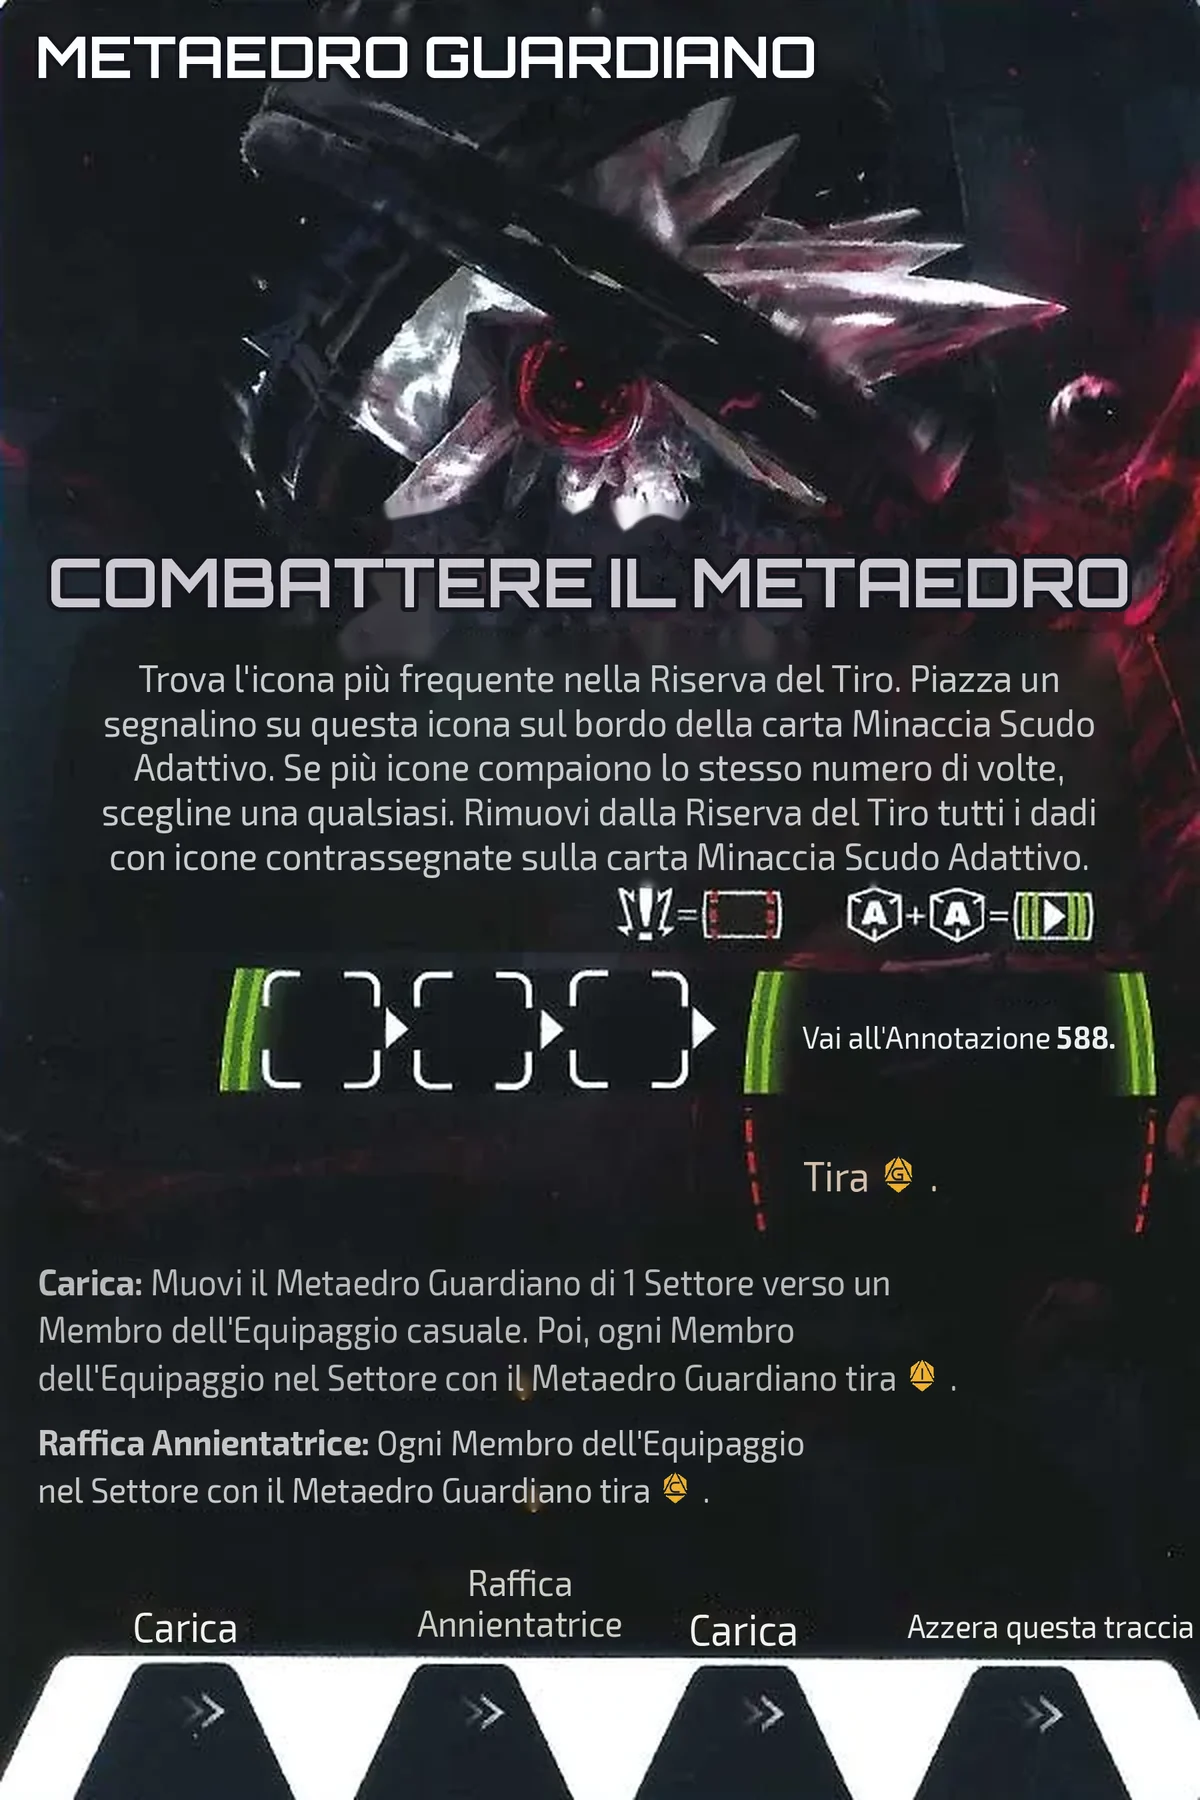 METAEDRO GUARDIANO
COMBATTERE IL METAEDRO
Trova l'icona più frequente nella Riserva del Tiro. Piazza un
segnalino su questa icona sul bordo della carta Minaccia Scudo
Adattivo. Se più icone compaiono lo stesso numero di volte,
scegline una qualsiasi. Rimuovi dalla Riserva del Tiro tutti i dadi
con icone contrassegnate sulla carta Minaccia Scudo Adattivo.
! = A + A =
Vai all'Annotazione 588.
Tira G .
Carica: Muovi il Metaedro Guardiano di 1 Settore verso un
Membro dell'Equipaggio casuale. Poi, ogni Membro
dell'Equipaggio nel Settore con il Metaedro Guardiano tira I .
Raffica Annientatrice: Ogni Membro dell'Equipaggio
nel Settore con il Metaedro Guardiano tira C .
Carica
Raffica
Annientatrice
Carica
Azzera questa traccia